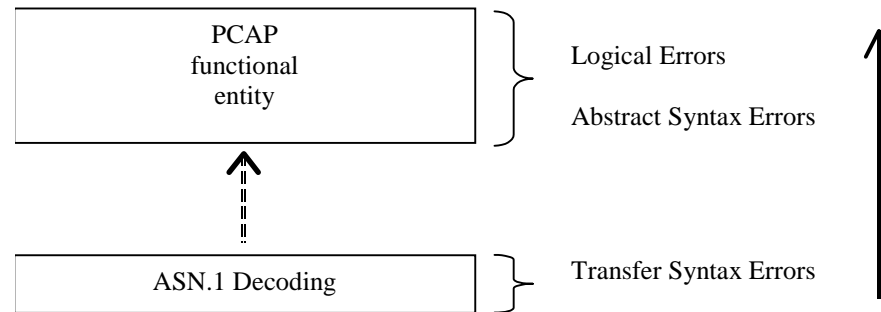 PCAP
functional
entity
Logical Errors
Abstract Syntax Errors
ASN.1 Decoding
Transfer Syntax Errors